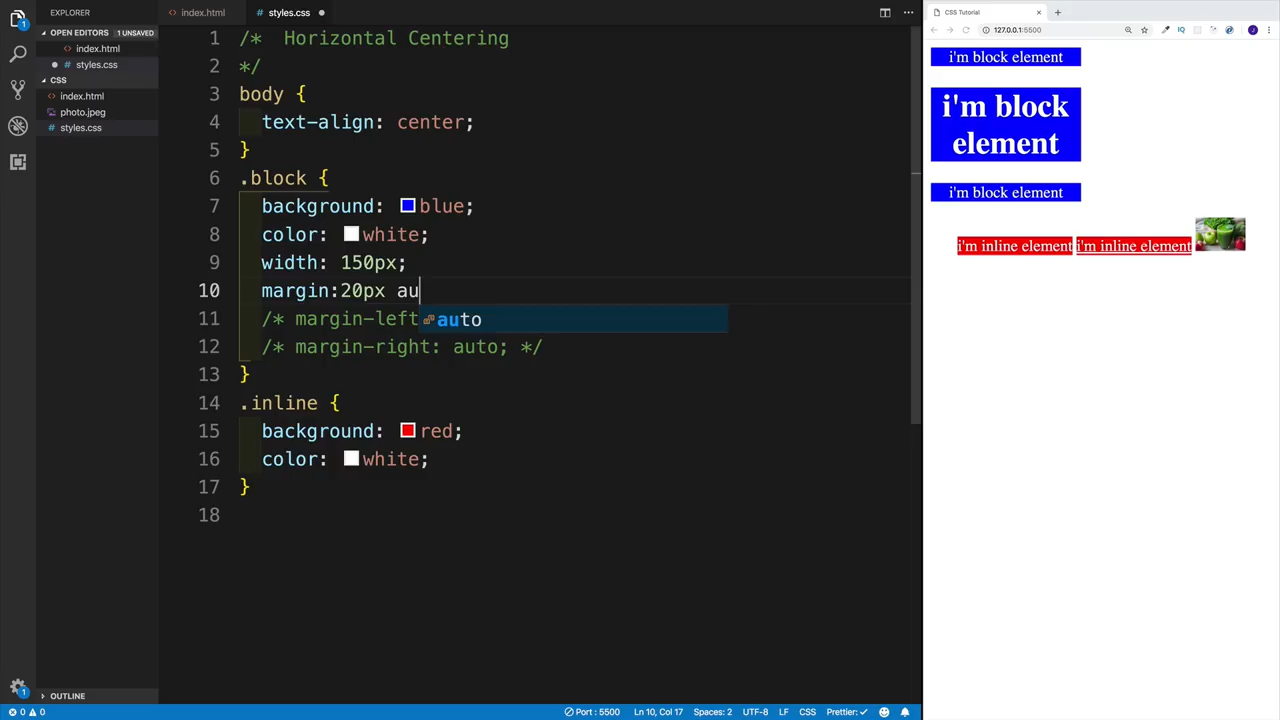 EXPLORER
OPEN EDITORS 1 UNSAVED
index.html
styles.css
CSS
index.html
photo.jpeg
styles.css
OUTLINE
1
1
index.html
styles.css
1 /* Horizontal Centering
2 */
3 body {
4 text-align: center;
5 }
6 .block {
7 background: blue;
8 color: white;
9 width: 150px;
10 margin:20px au
11 /* margin-left
auto
12 /* margin-right: auto; */
13 }
14 .inline {
15 background: red;
16 color: white;
17 }
18
0 0
Port : 5500
Ln 10, Col 17
Spaces: 2
UTF-8
LF
CSS
Prettier: ✓
CSS Tutorial
127.0.0.1:5500
IQ
J
i'm block element
i'm block
element
i'm block element
i'm inline element i'm inline element